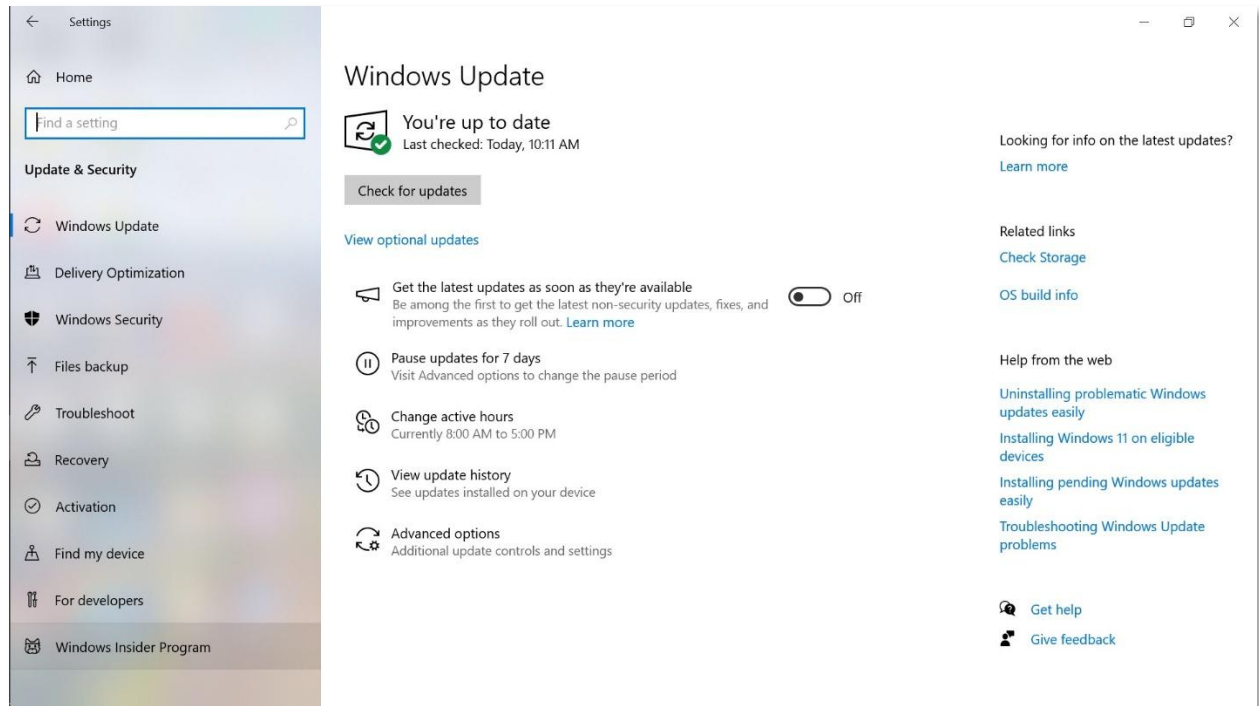 Settings
Home
Find a setting
Update & Security
Windows Update
Delivery Optimization
Windows Security
Files backup
Troubleshoot
Recovery
Activation
Find my device
For developers
Windows Insider Program
Windows Update
You're up to date
Last checked: Today, 10:11 AM
Check for updates
View optional updates
Get the latest updates as soon as they're available
Be among the first to get the latest non-security updates, fixes, and
improvements as they roll out. Learn more
Off
Pause updates for 7 days
Visit Advanced options to change the pause period
Change active hours
Currently 8:00 AM to 5:00 PM
View update history
See updates installed on your device
Advanced options
Additional update controls and settings
Looking for info on the latest updates?
Learn more
Related links
Check Storage
OS build info
Help from the web
Uninstalling problematic Windows
updates easily
Installing Windows 11 on eligible
devices
Installing pending Windows updates
easily
Troubleshooting Windows Update
problems
Get help
Give feedback